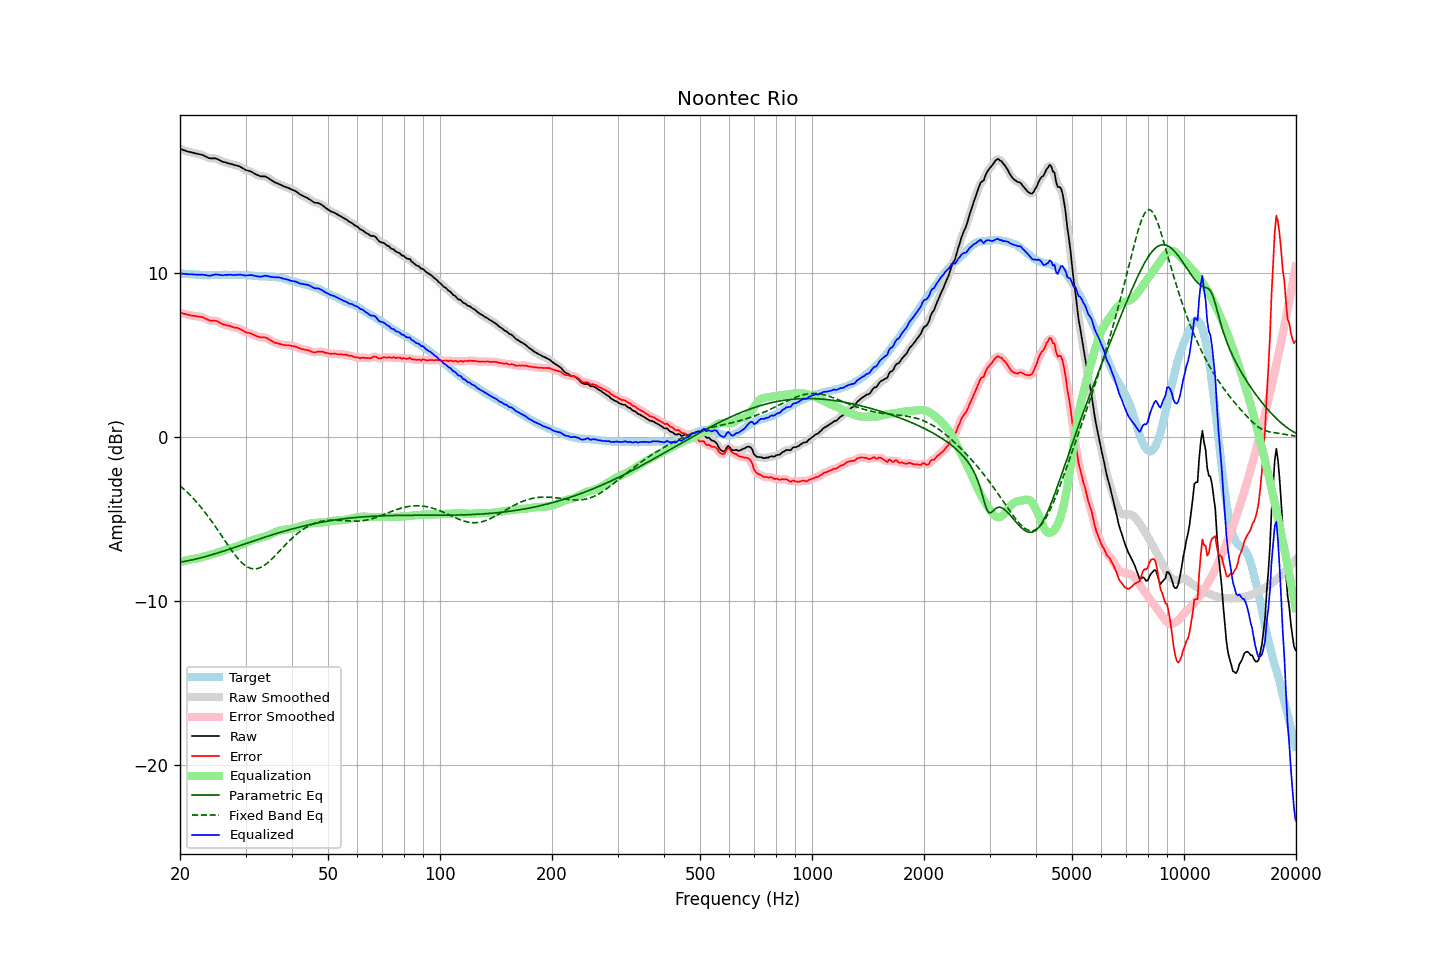 Noontec Rio
Amplitude (dBr)
10
0
−10
−20
Target
Raw Smoothed
Error Smoothed
Raw
Error
Equalization
Parametric Eq
Fixed Band Eq
Equalized
20 50 100 200 500 1000 2000 5000 10000 20000
Frequency (Hz)